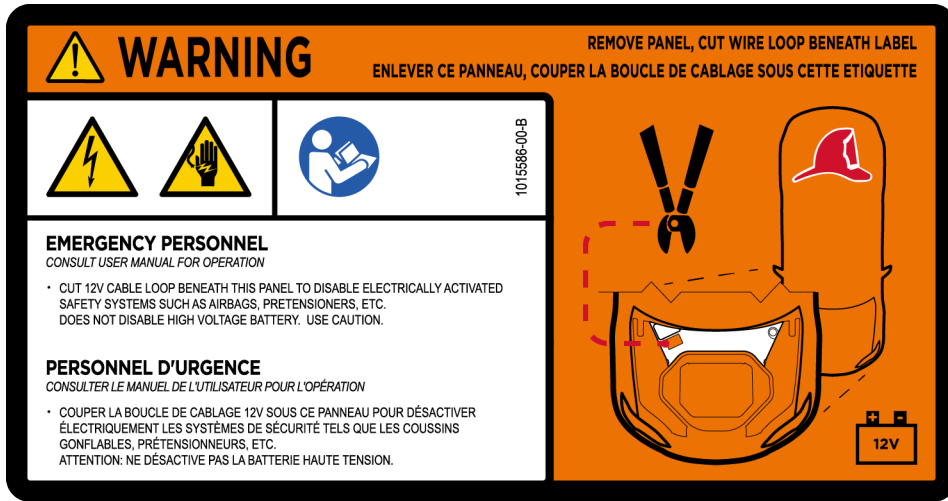 WARNING
REMOVE PANEL, CUT WIRE LOOP BENEATH LABEL
ENLEVER CE PANNEAU, COUPER LA BOUCLE DE CABLAGE SOUS CETTE ETIQUETTE
1015586-00-B
EMERGENCY PERSONNEL
CONSULT USER MANUAL FOR OPERATION
• CUT 12V CABLE LOOP BENEATH THIS PANEL TO DISABLE ELECTRICALLY ACTIVATED
SAFETY SYSTEMS SUCH AS AIRBAGS, PRETENSIONERS, ETC.
DOES NOT DISABLE HIGH VOLTAGE BATTERY. USE CAUTION.
PERSONNEL D'URGENCE
CONSULTER LE MANUEL DE L'UTILISATEUR POUR L'OPÉRATION
• COUPER LA BOUCLE DE CABLAGE 12V SOUS CE PANNEAU POUR DÉSACTIVER
ÉLECTRIQUEMENT LES SYSTÈMES DE SÉCURITÉ TELS QUE LES COUSSINS
GONFLABLES, PRÉTENSIONNEURS, ETC.
ATTENTION: NE DÉSACTIVE PAS LA BATTERIE HAUTE TENSION.
12V